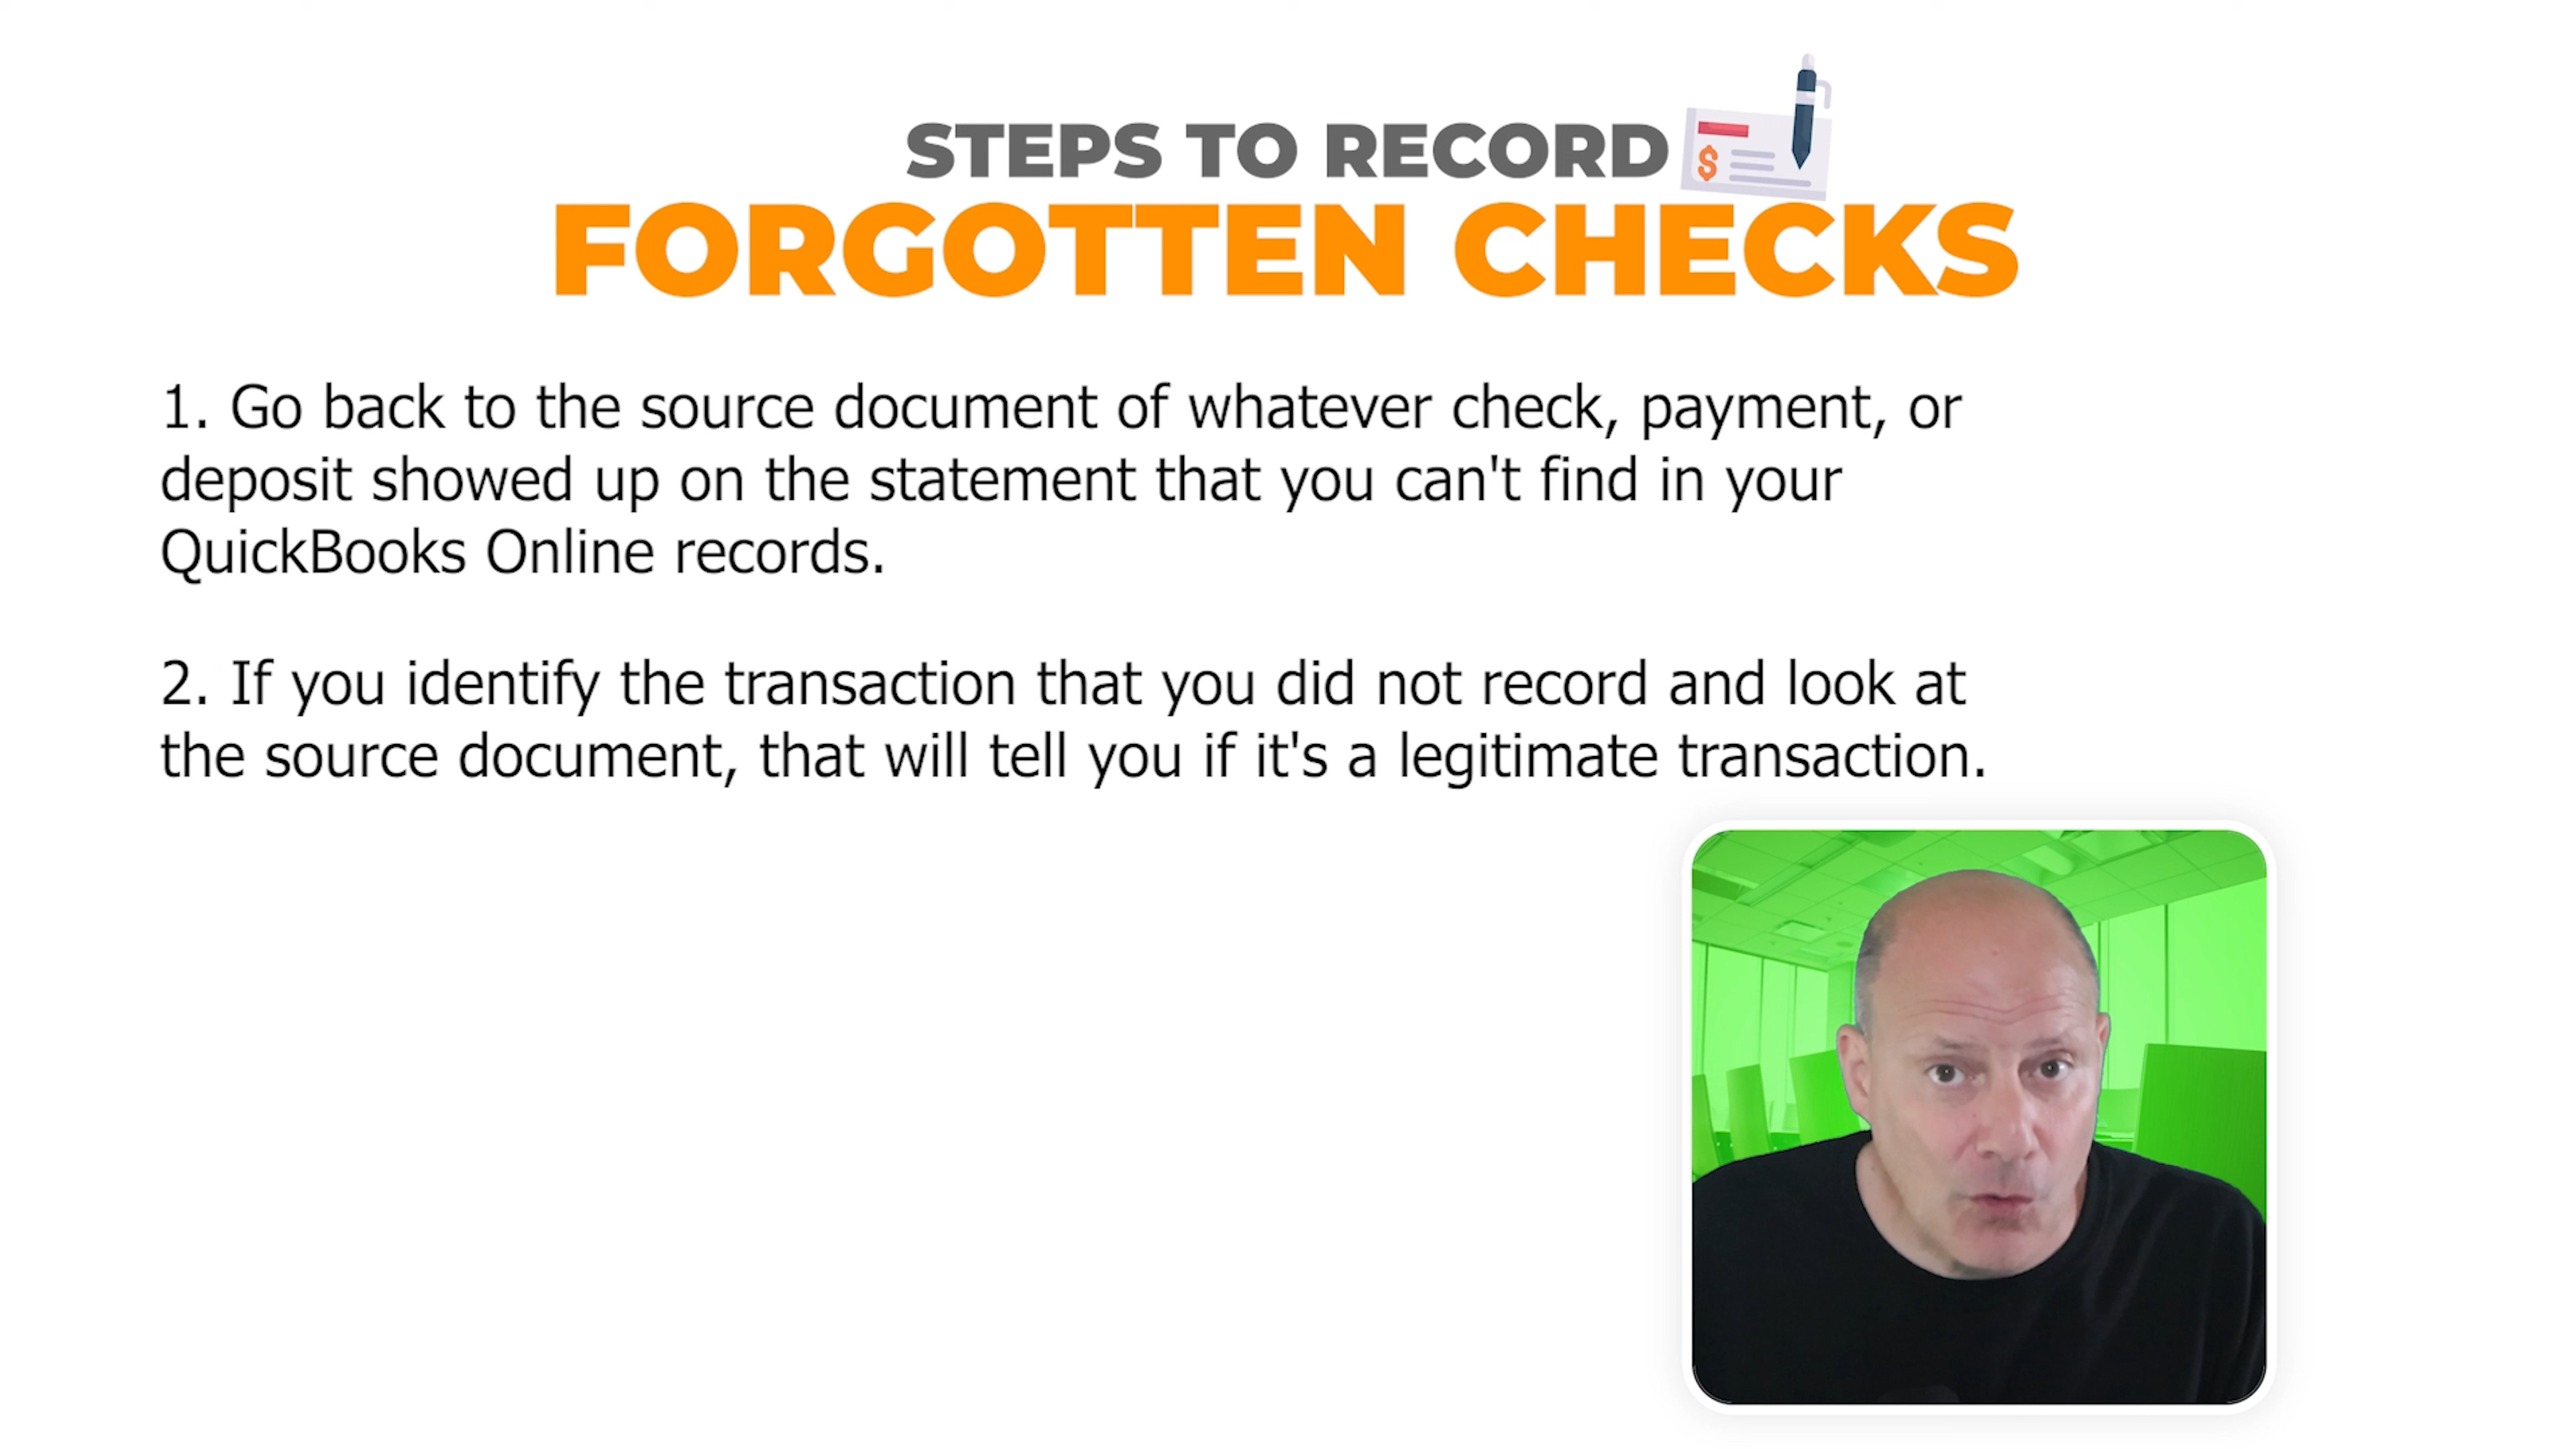 STEPS TO RECORD
FORGOTTEN CHECKS
1. Go back to the source document of whatever check, payment, or
deposit showed up on the statement that you can't find in your
QuickBooks Online records.
2. If you identify the transaction that you did not record and look at
the source document, that will tell you if it's a legitimate transaction.